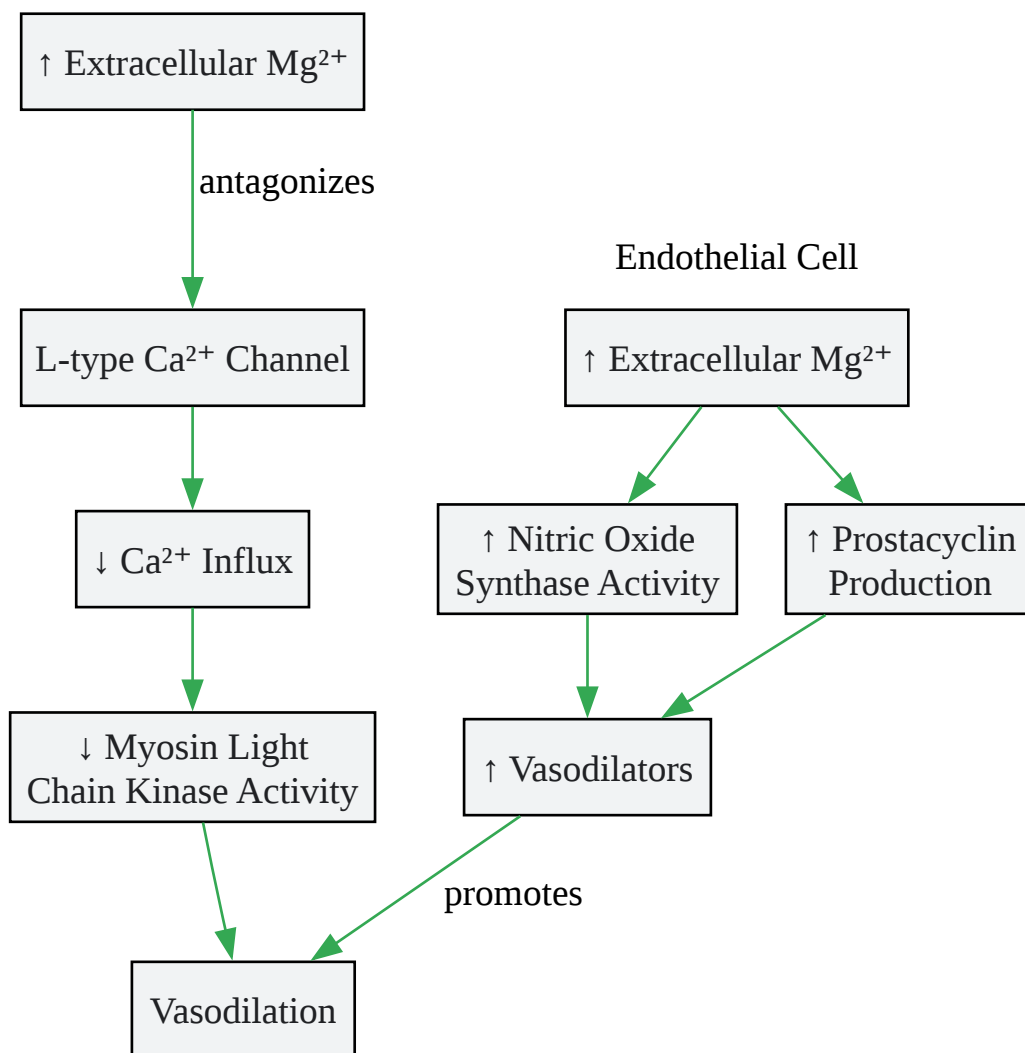 ↑ Extracellular Mg²⁺
antagonizes
Endothelial Cell
L-type Ca²⁺ Channel
↑ Extracellular Mg²⁺
↓ Ca²⁺ Influx
↑ Nitric Oxide
Synthase Activity
↑ Prostacyclin
Production
↓ Myosin Light
Chain Kinase Activity
↑ Vasodilators
promotes
Vasodilation